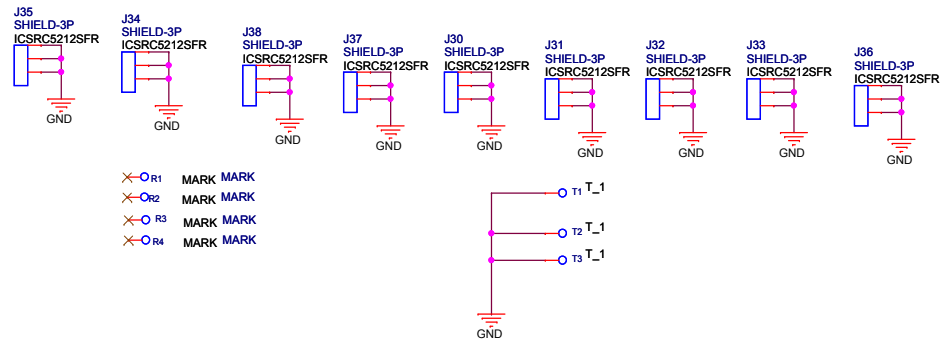 J35
SHIELD-3P
ICSRC5212SFR
GND
J34
SHIELD-3P
ICSRC5212SFR
GND
J38
SHIELD-3P
ICSRC5212SFR
GND
J37
SHIELD-3P
ICSRC5212SFR
GND
J30
SHIELD-3P
ICSRC5212SFR
GND
J31
SHIELD-3P
ICSRC5212SFR
GND
J32
SHIELD-3P
ICSRC5212SFR
GND
J33
SHIELD-3P
ICSRC5212SFR
GND
J36
SHIELD-3P
ICSRC5212SFR
GND
R1 MARK MARK
R2 MARK MARK
R3 MARK MARK
R4 MARK MARK
T1 T_1
T2 T_1
T3 T_1
GND